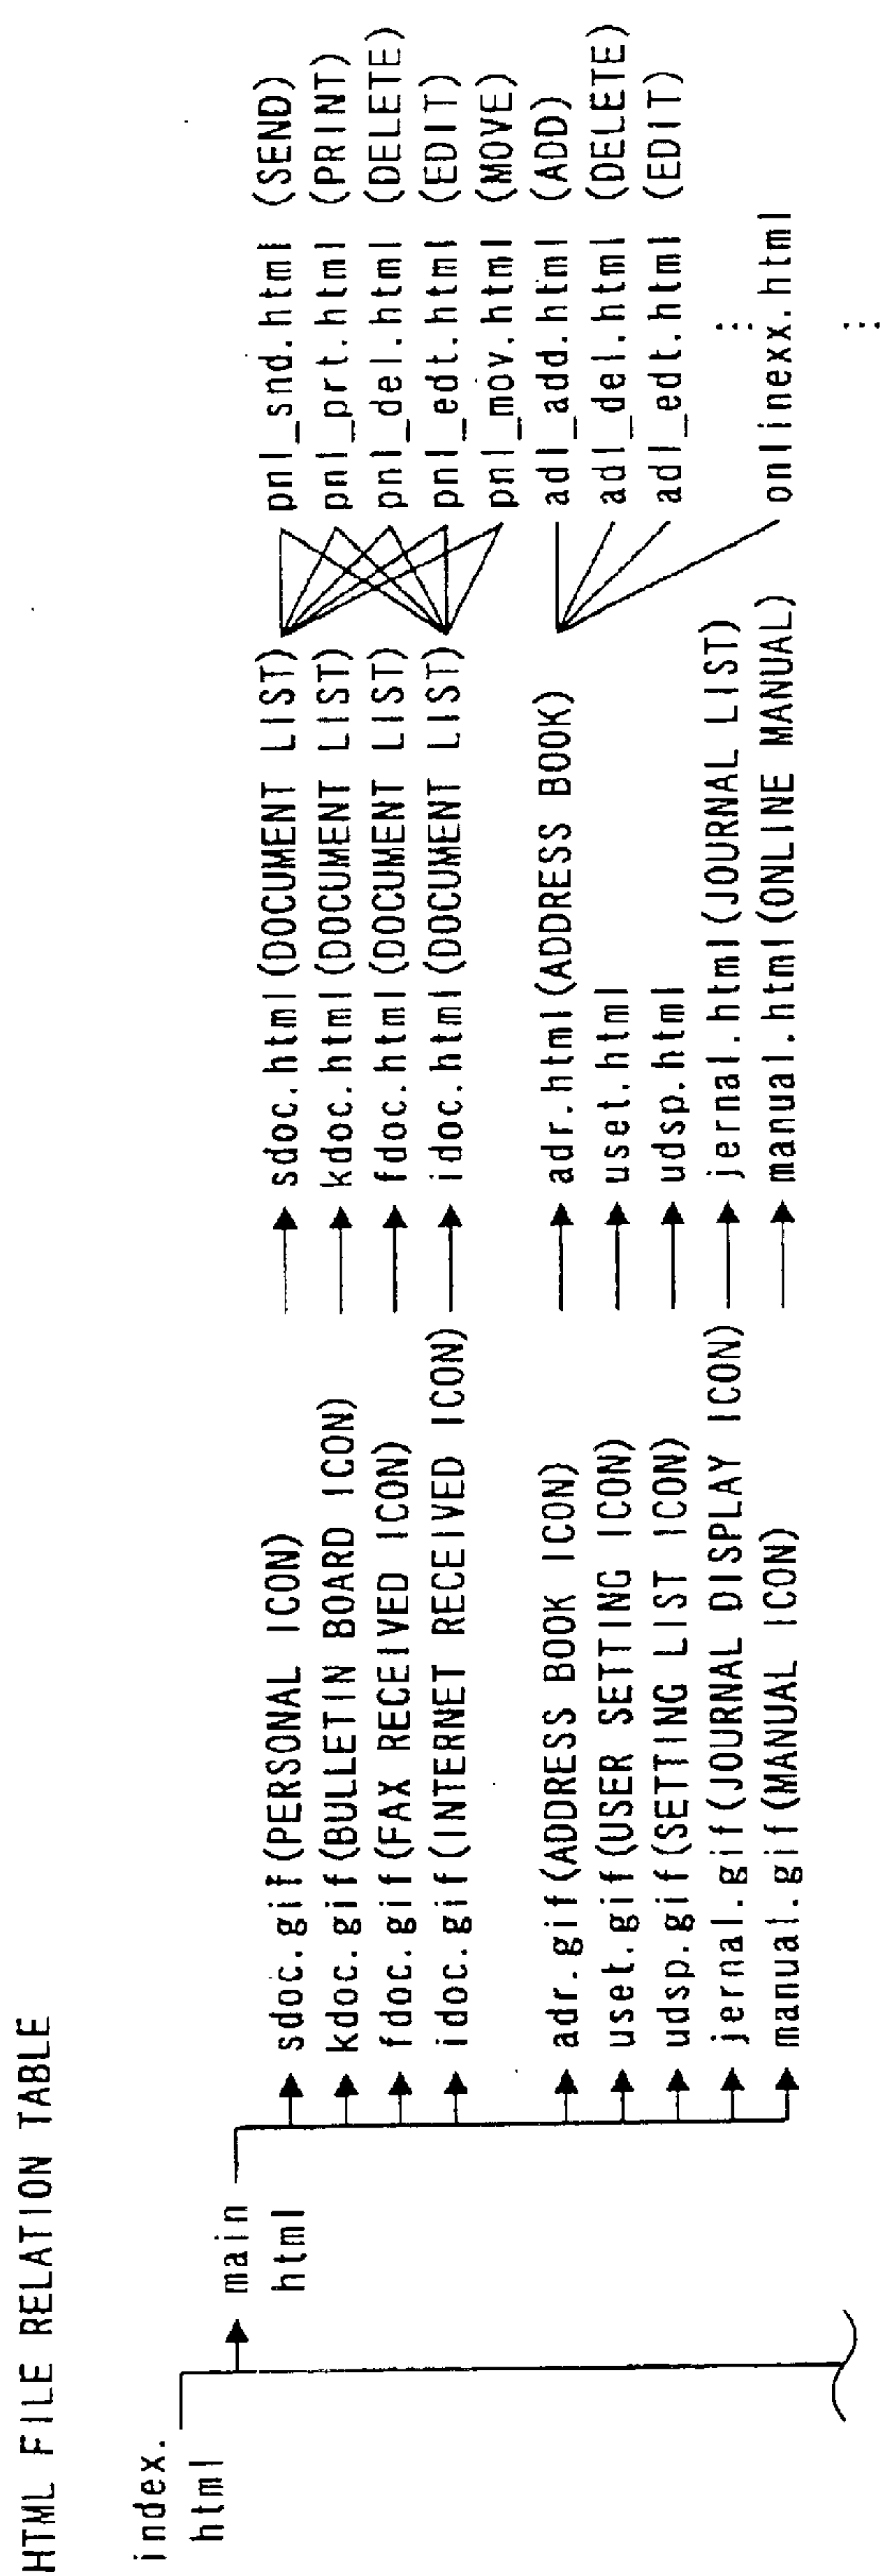 HTML FILE RELATION TABLE
index.
html
main
html
sdoc.gif(PERSONAL ICON)
kdoc.gif(BULLETIN BOARD ICON)
fdoc.gif(FAX RECEIVED ICON)
idoc.gif(INTERNET RECEIVED ICON)
adr.gif(ADDRESS BOOK ICON)
uset.gif(USER SETTING ICON)
udsp.gif(SETTING LIST ICON)
jernal.gif(JOURNAL DISPLAY ICON)
manual.gif(MANUAL ICON)
sdoc.html(DOCUMENT LIST)
kdoc.html(DOCUMENT LIST)
fdoc.html(DOCUMENT LIST)
idoc.html(DOCUMENT LIST)
adr.html(ADDRESS BOOK)
uset.html
udsp.html
jernal.html(JOURNAL LIST)
manual.html(ONLINE MANUAL)
pnl_snd.html (SEND)
pnl_prt.html (PRINT)
pnl_del.html (DELETE)
pnl_edt.html (EDIT)
pnl_mov.html (MOVE)
adl_add.html (ADD)
adl_del.html (DELETE)
adl_edt.html (EDIT)
onlinexx.html